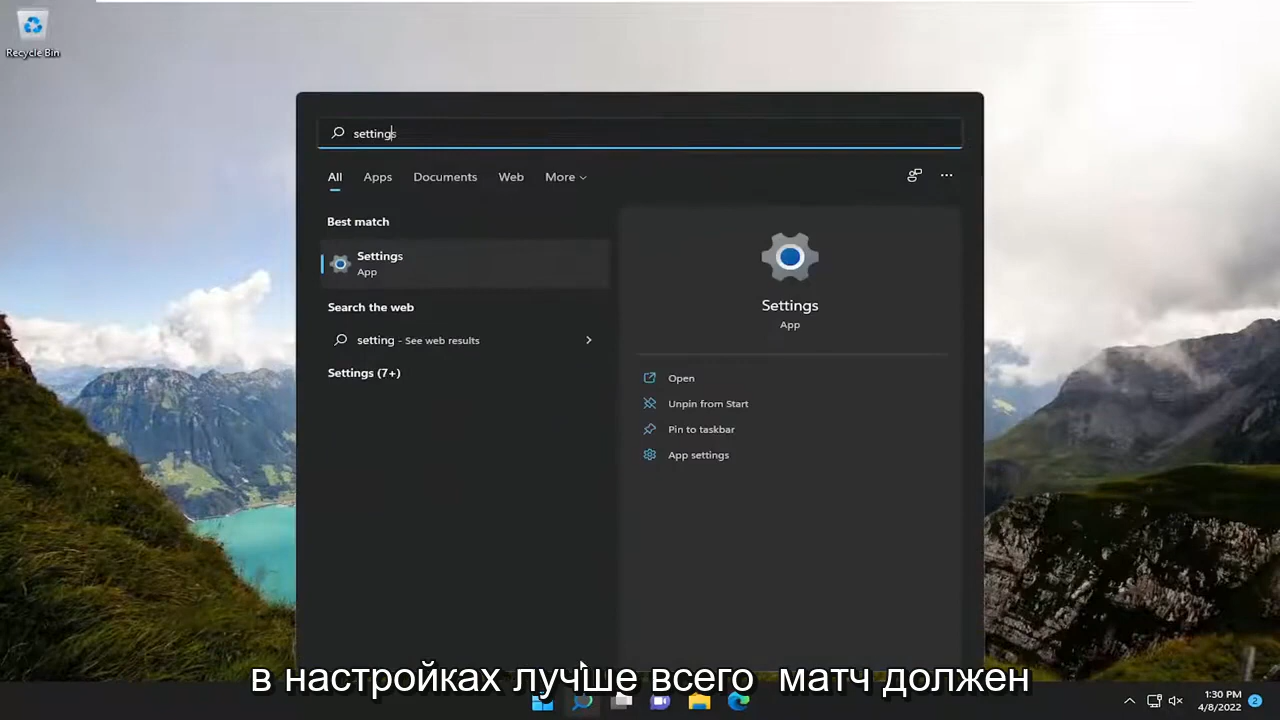 Recycle Bin
settings
All Apps Documents Web More
Best match
Settings
App
Search the web
setting - See web results
Settings (7+)
Settings
App
Open
Unpin from Start
Pin to taskbar
App settings
в настройках лучше всего матч должен
1:30 PM
4/8/2022
2